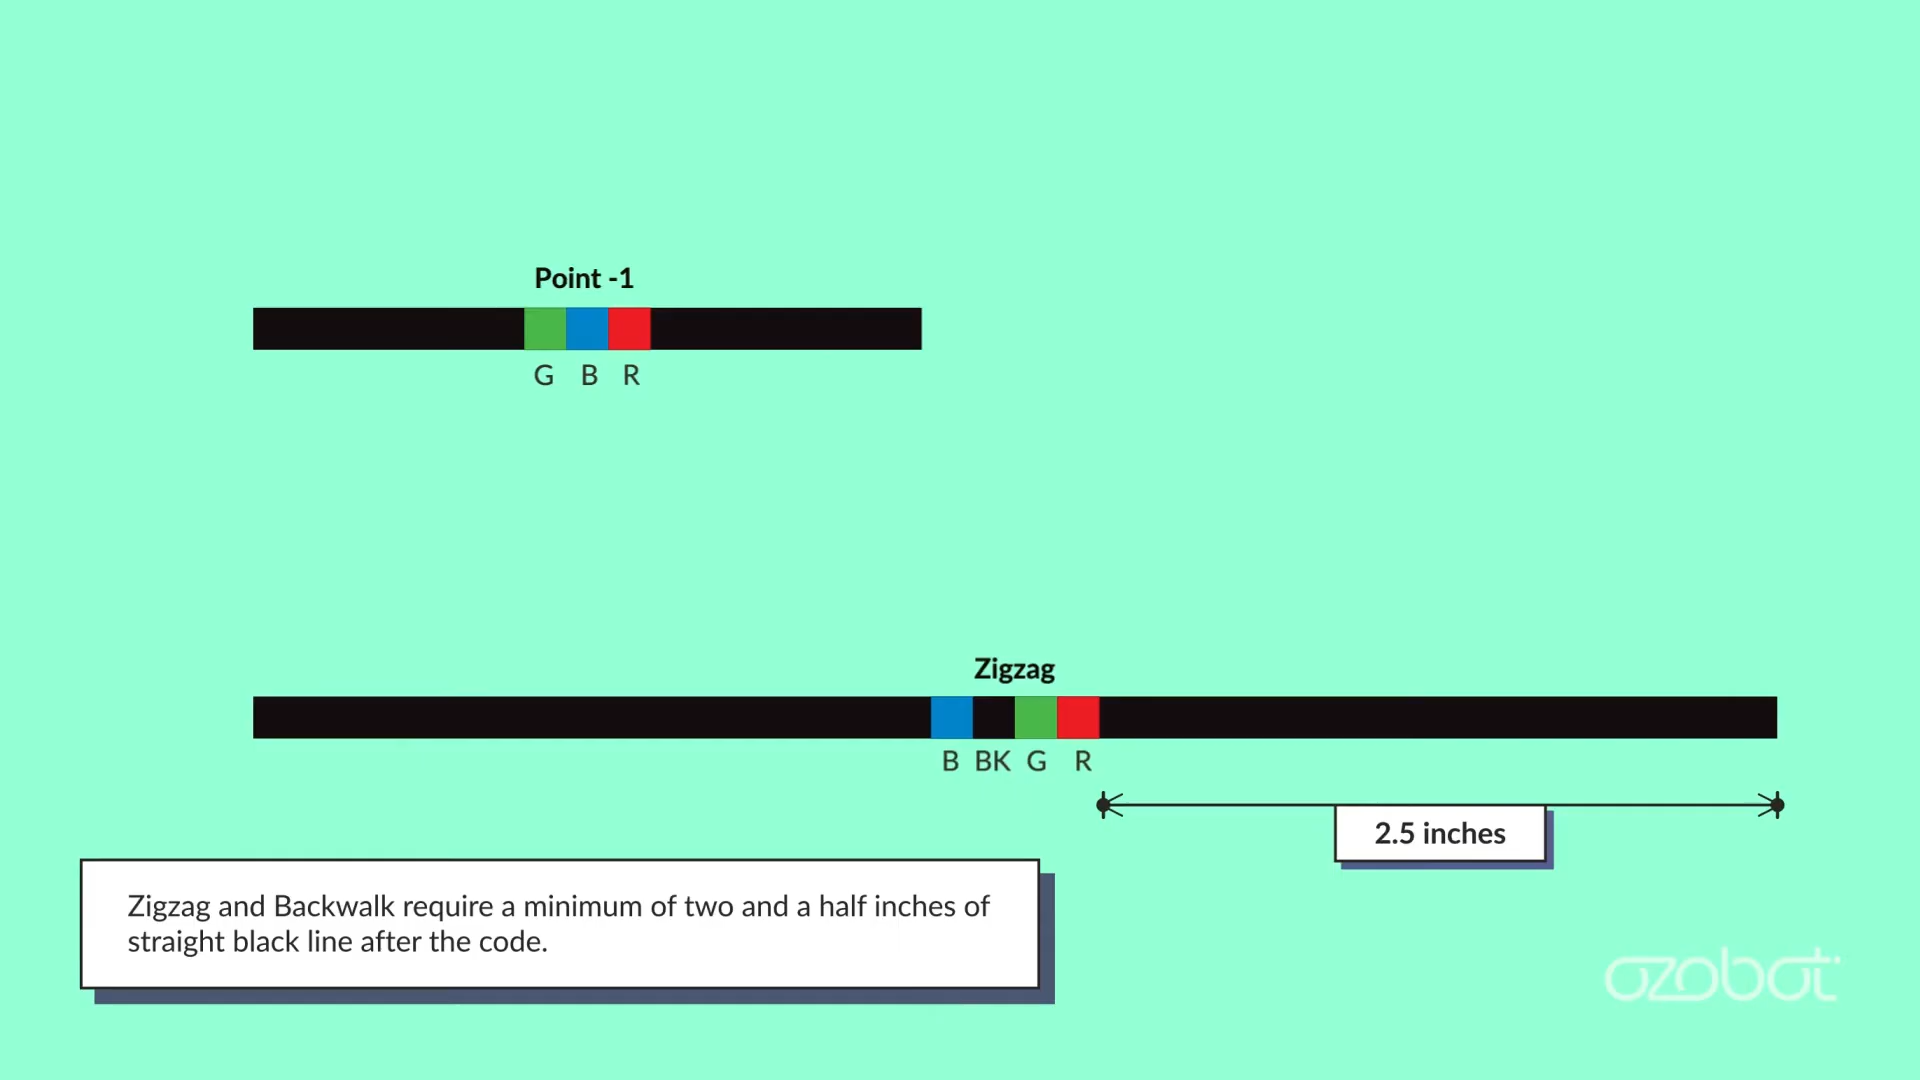 Point -1
G B R
Zigzag
B BK G R
2.5 inches
Zigzag and Backwalk require a minimum of two and a half inches of
straight black line after the code.
ozobot